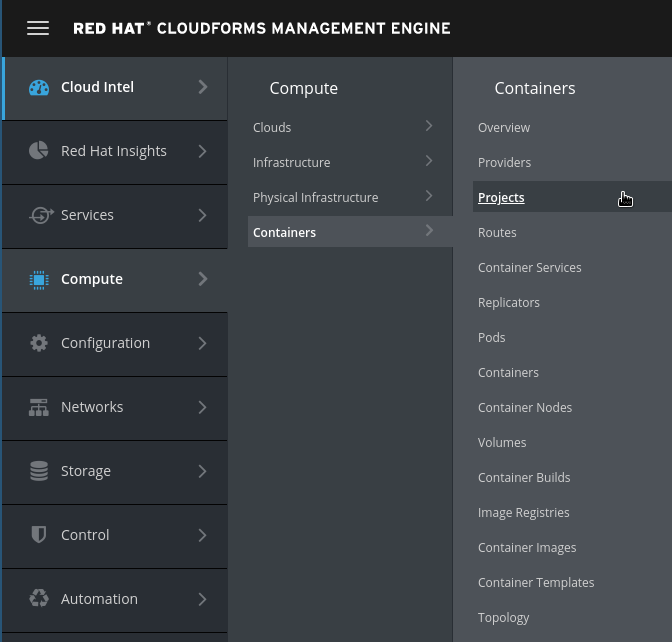 RED HAT® CLOUDFORMS MANAGEMENT ENGINE
Cloud Intel
Red Hat Insights
Services
Compute
Configuration
Networks
Storage
Control
Automation
Compute
Clouds
Infrastructure
Physical Infrastructure
Containers
Containers
Overview
Providers
Projects
Routes
Container Services
Replicators
Pods
Containers
Container Nodes
Volumes
Container Builds
Image Registries
Container Images
Container Templates
Topology